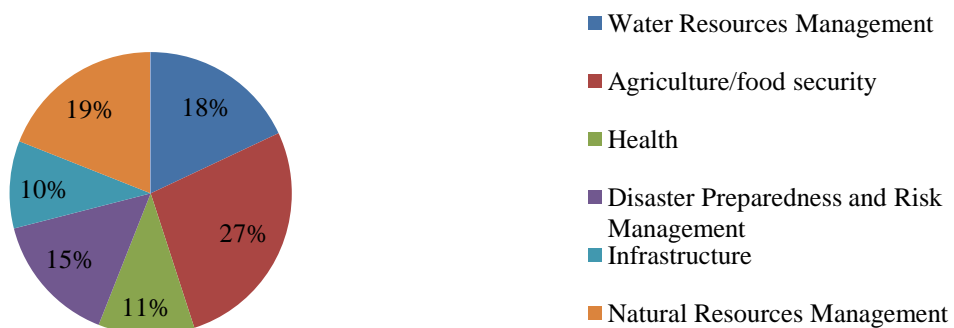 Water Resources Management
Agriculture/food security
Health
Disaster Preparedness and Risk
Management
Infrastructure
Natural Resources Management
19%
18%
10%
27%
15%
11%